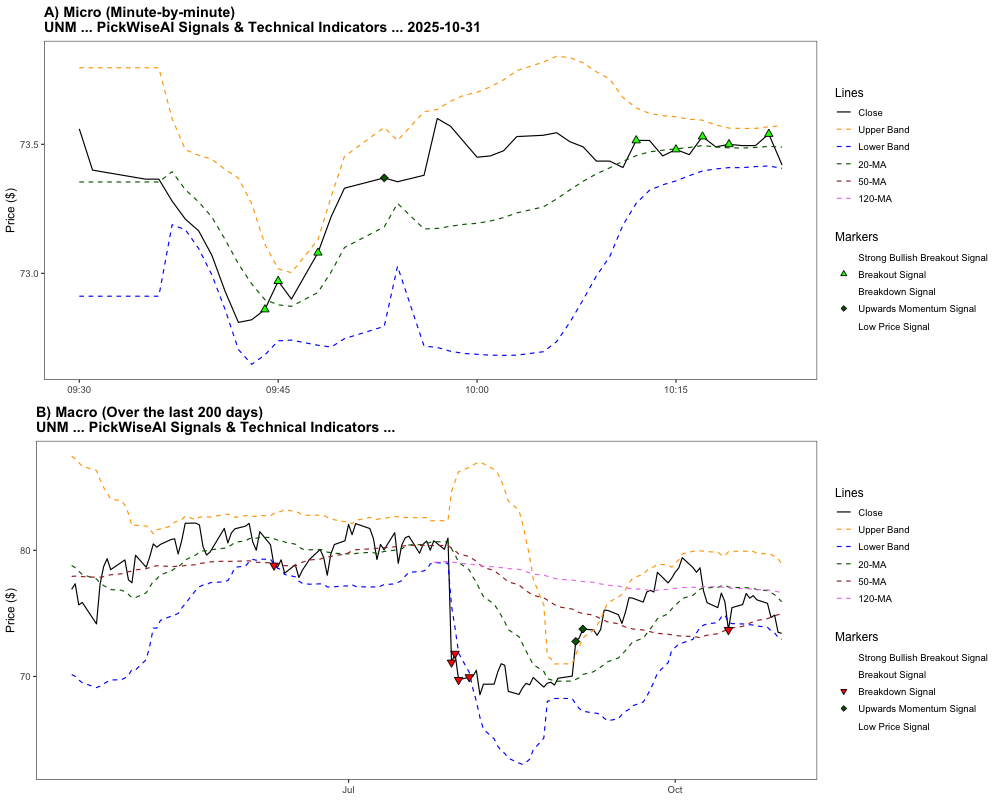 A) Micro (Minute-by-minute)
UNM ... PickWiseAI Signals & Technical Indicators ... 2025-10-31
Price ($)
73.5
73.0
09:30
09:45
10:00
10:15
Lines
Close
Upper Band
Lower Band
20-MA
50-MA
120-MA
Markers
Strong Bullish Breakout Signal
Breakout Signal
Breakdown Signal
Upwards Momentum Signal
Low Price Signal
B) Macro (Over the last 200 days)
UNM ... PickWiseAI Signals & Technical Indicators ...
Price ($)
80
70
Jul
Oct
Lines
Close
Upper Band
Lower Band
20-MA
50-MA
120-MA
Markers
Strong Bullish Breakout Signal
Breakout Signal
Breakdown Signal
Upwards Momentum Signal
Low Price Signal